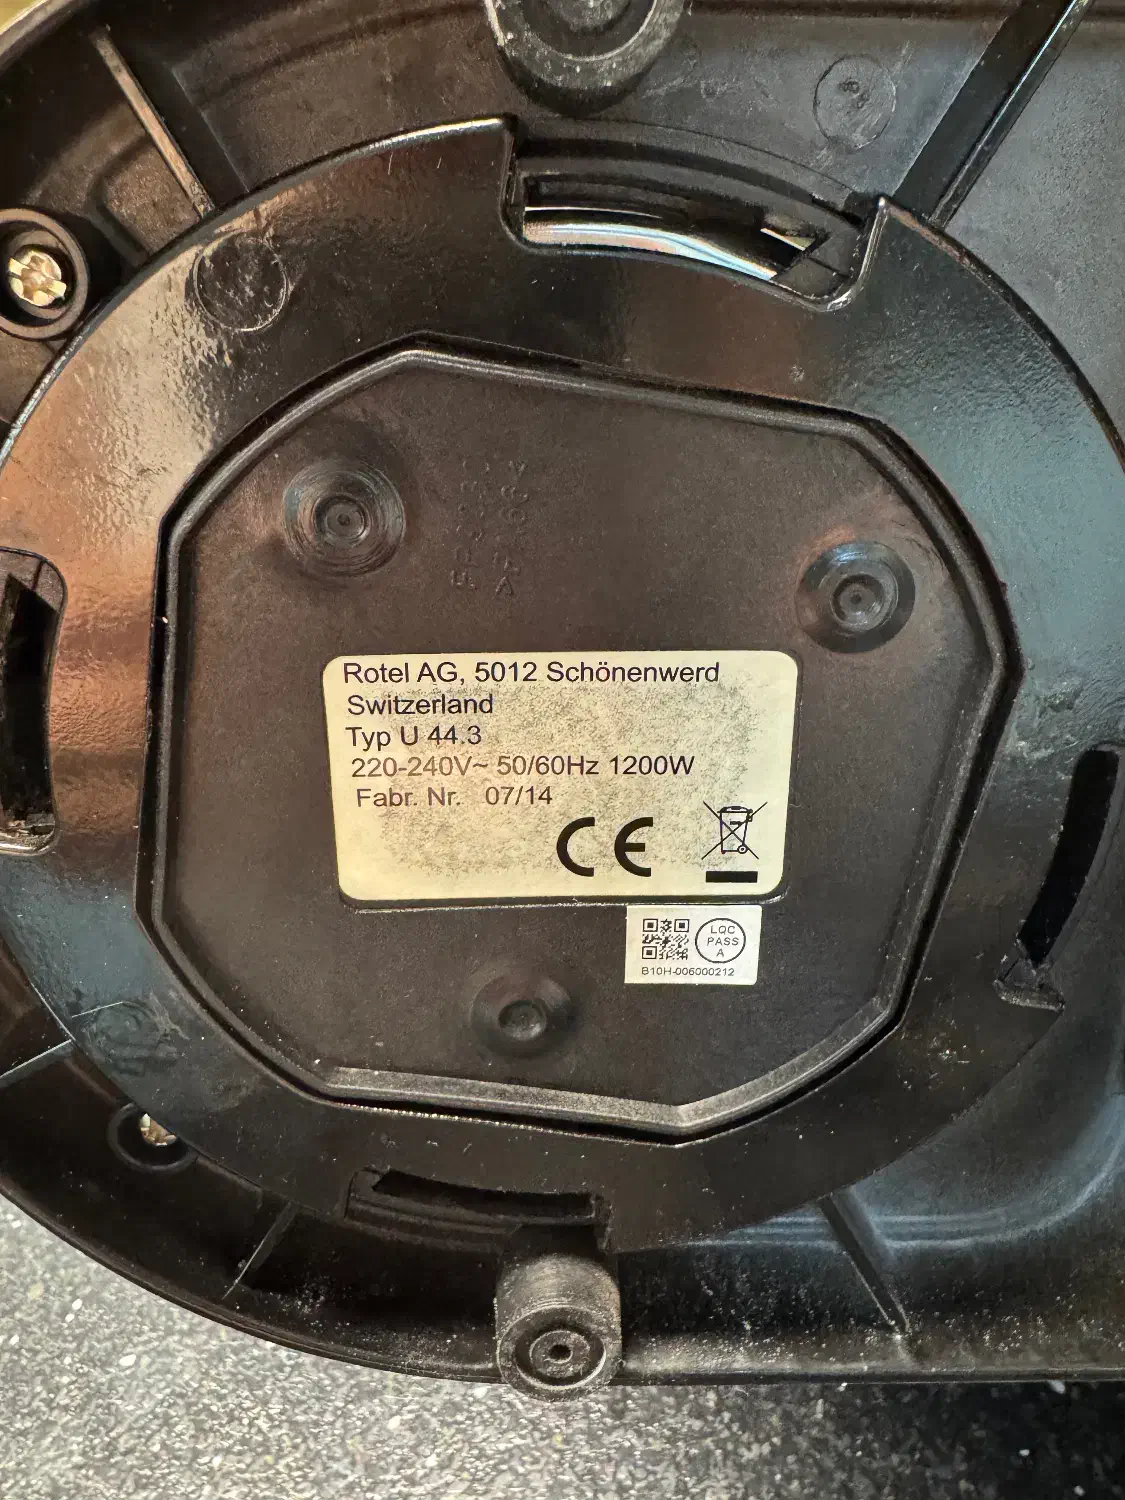 Rotel AG, 5012 Schönenwerd
Switzerland
Typ U 44.3
220-240V~ 50/60Hz 1200W
Fabr. Nr. 07/14
CE
LQC
PASS
A
B10H-006000212